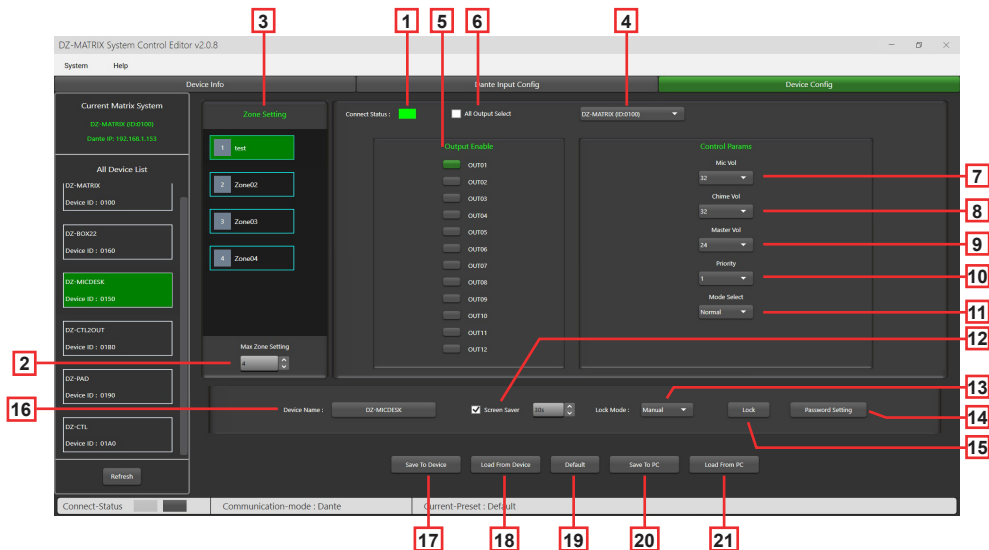 3
1
5
6
4
DZ-MATRIX System Control Editor v2.0.8
System Help
Device Info Dante Input Config Device Config
Current Matrix System
DZ-MATRIX (ID:0100)
Dante IP: 192.168.1.153
All Device List
DZ-MATRIX
Device ID : 0100
DZ-BOX22
Device ID : 0160
DZ-MICDESK
Device ID : 0150
DZ-CTL2OUT
Device ID : 0180
DZ-PAD
Device ID : 0190
DZ-CTL
Device ID : 01A0
Refresh
Zone Setting
1 test
2 Zone02
3 Zone03
4 Zone04
Max Zone Setting
4
2
Connect Status : All Output Select DZ-MATRIX (ID:0100)
Output Enable
OUT01
OUT02
OUT03
OUT04
OUT05
OUT06
OUT07
OUT08
OUT09
OUT10
OUT11
OUT12
Control Params
Mic Vol
32
7
Chime Vol
32
8
Master Vol
24
9
Priority
1
10
Mode Select
Normal
11
12
13
16
Device Name : DZ-MICDESK Screen Saver 30s Lock Mode : Manual Lock Password Setting
14
15
Save To Device Load From Device Default Save To PC Load From PC
Connect-Status Communication-mode : Dante Current-Preset : Default
17
18
19
20
21